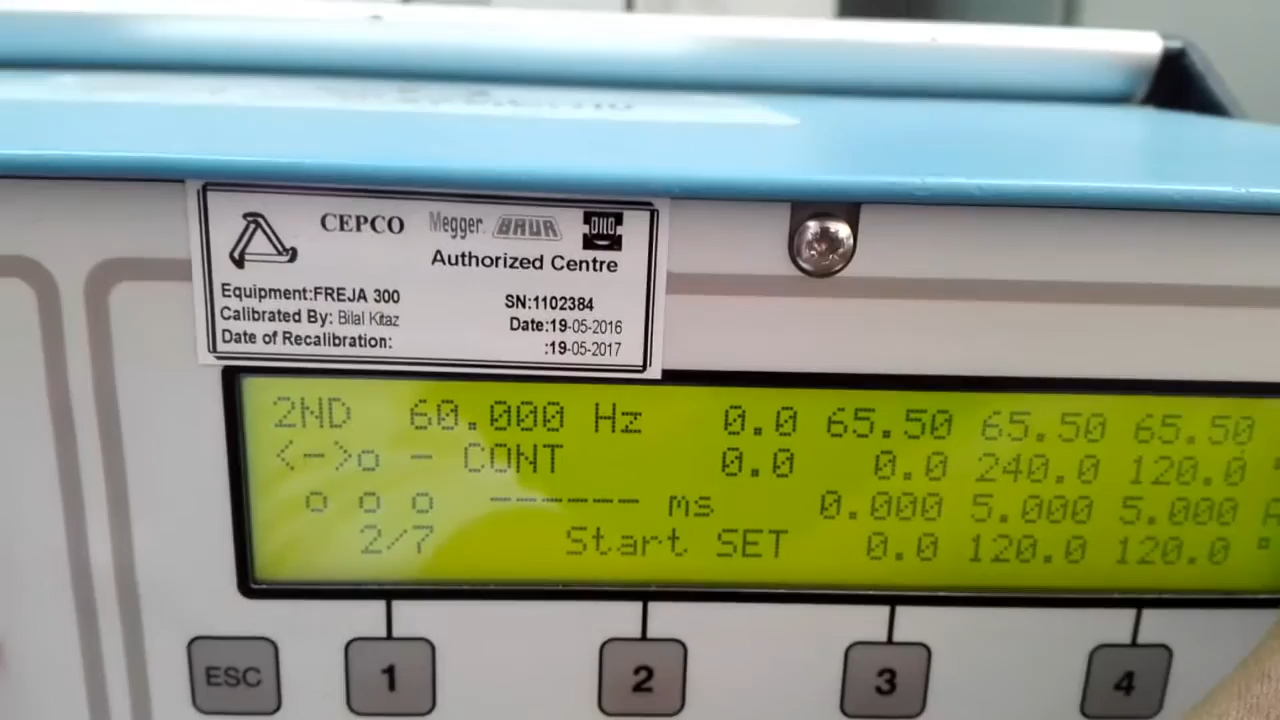 CEPCO Megger. BAUR DILO
Authorized Centre
Equipment:FREJA 300 SN:1102384
Calibrated By: Bilal Kitaz Date:19-05-2016
Date of Recalibration: :19-05-2017
2ND 60.000 Hz 0.0 65.50 65.50 65.50
<->o - CONT 0.0 0.0 240.0 120.0 °
o o o ------ ms 0.000 5.000 5.000 A
2/7 Start SET 0.0 120.0 120.0 °
ESC 1 2 3 4